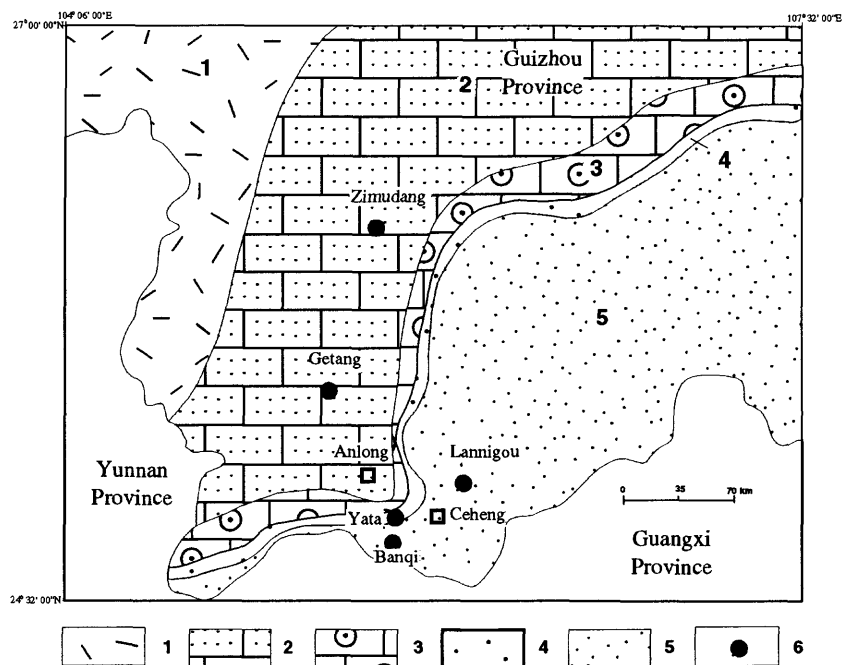 104° 06' 00"E
107° 32' 00"E
27° 00' 00"N
1
Guizhou
Province
2
3
4
Zimudang
5
Getang
Anlong
Lannigou
Yunnan
Province
0 35 70 km
Yata
Ceheng
Banqi
Guangxi
Province
24° 32' 00"N
1 2 3 4 5 6